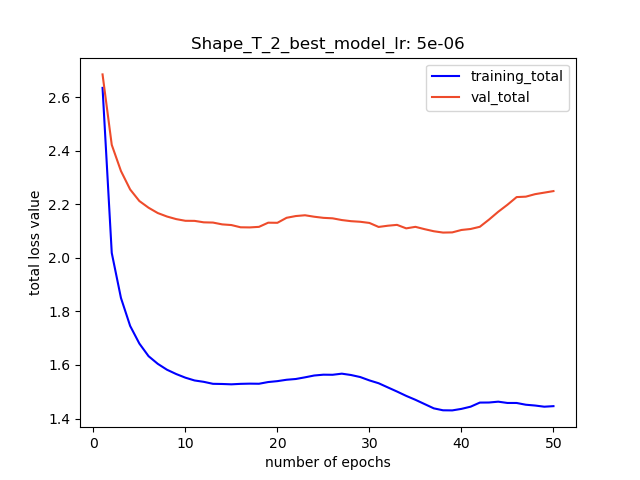 Shape_T_2_best_model_lr: 5e-06
training_total
val_total
total loss value
2.6
2.4
2.2
2.0
1.8
1.6
1.4
0 10 20 30 40 50
number of epochs